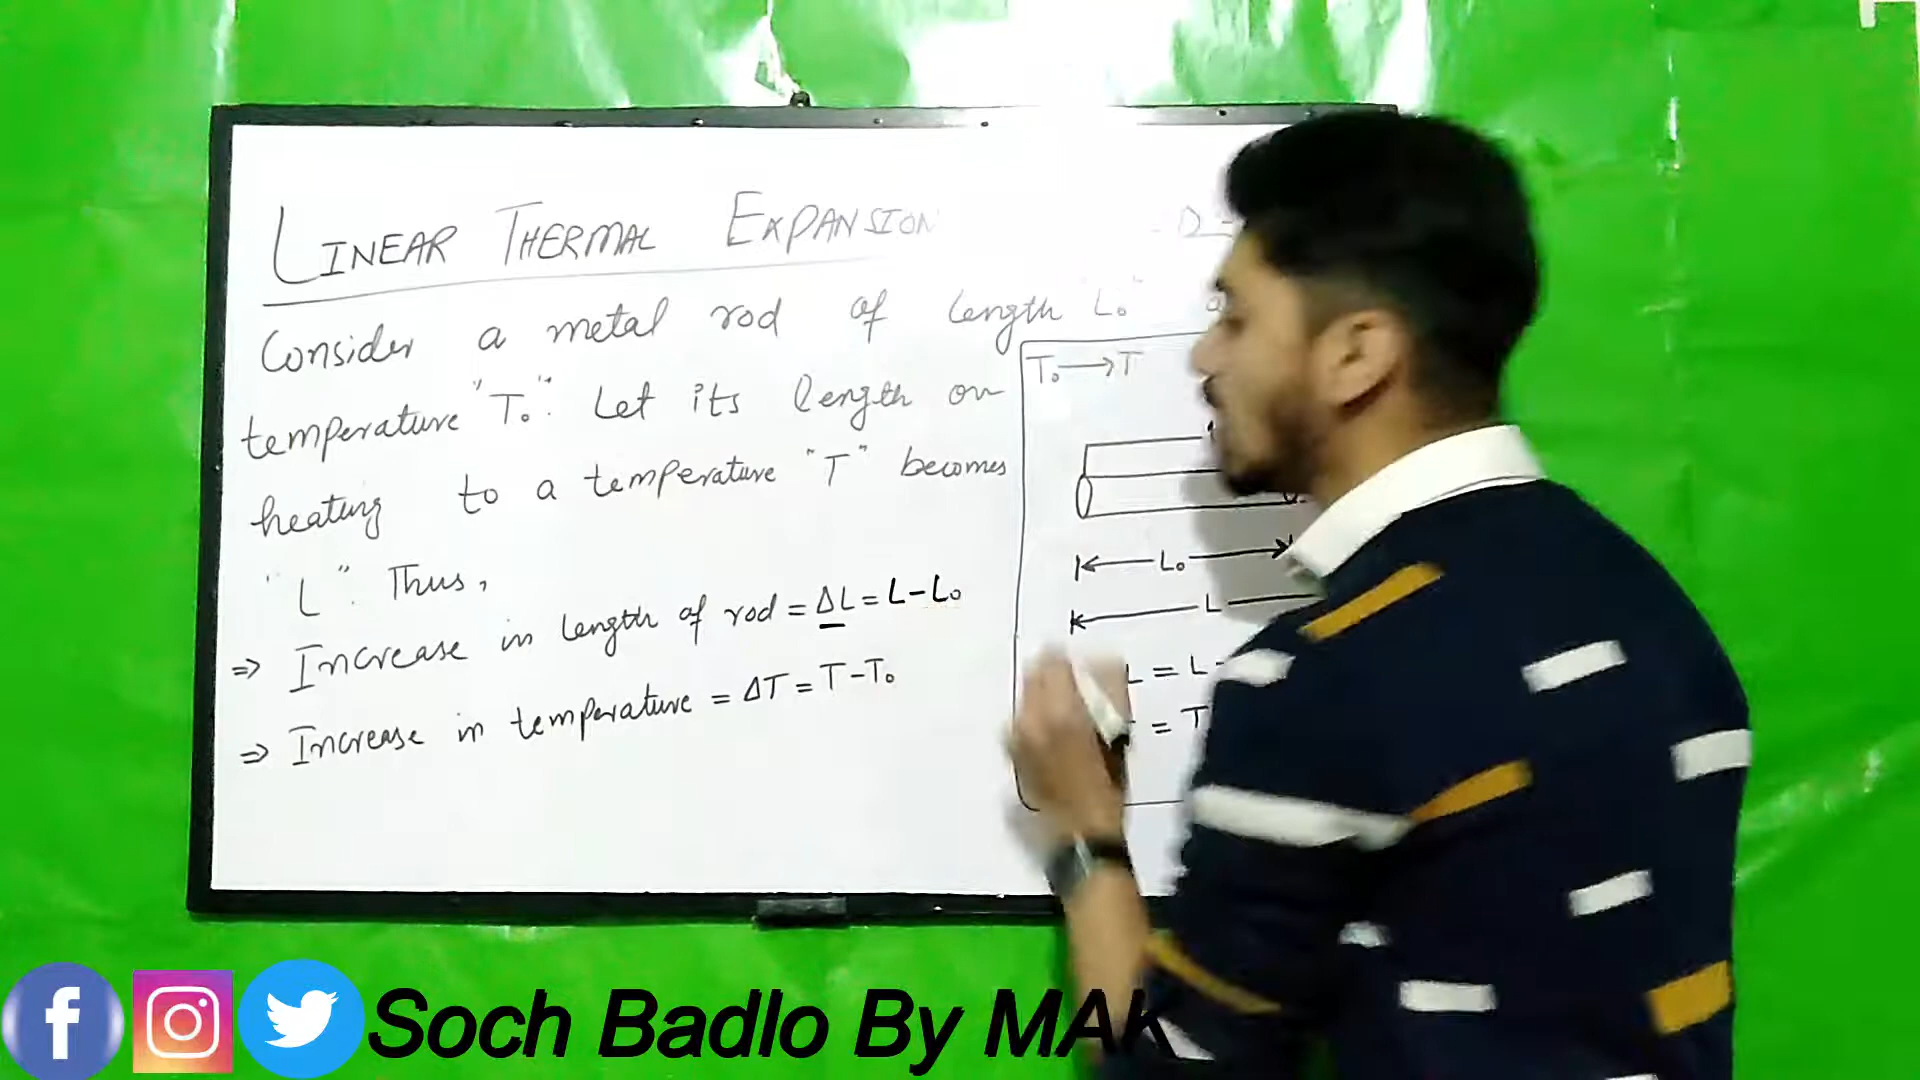 LINEAR THERMAL EXPANSION
Consider a metal rod of length "L₀"
temperature "T₀". Let its length on
heating to a temperature "T" becomes
"L". Thus,
⇒ Increase in length of rod = ΔL = L-L₀
⇒ Increase in temperature = ΔT = T-T₀
T₀ → T
L₀
L
L = L -
= T
Soch Badlo By MAK